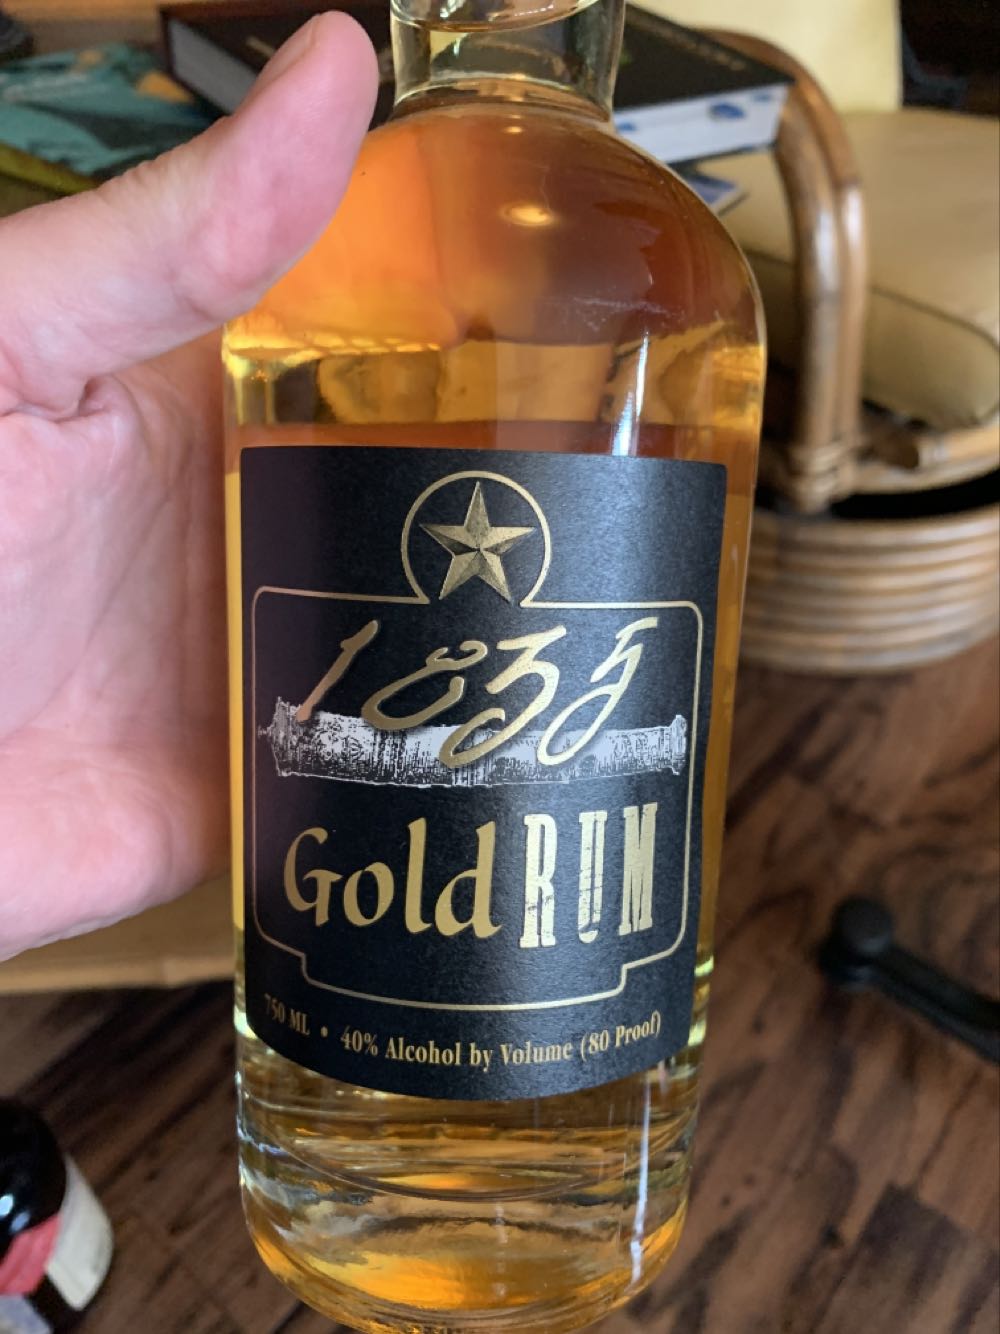 1835
Gold RUM
750 ML • 40% Alcohol by Volume (80 Proof)